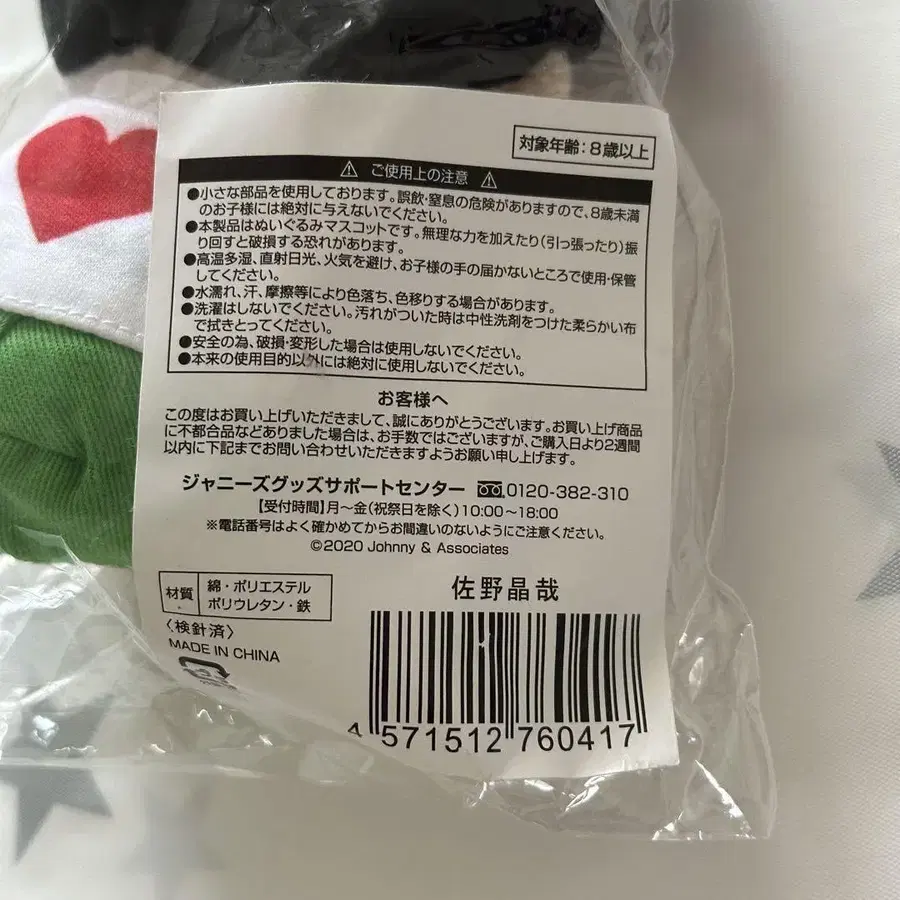 対象年齢：8歳以上
⚠ ご使用上の注意 ⚠
●小さな部品を使用しております。誤飲・窒息の危険がありますので、8歳未満
のお子様には絶対に与えないでください。
●本製品はぬいぐるみマスコットです。無理な力を加えたり（引っ張ったり）振
り回すと破損する恐れがあります。
●高温多湿、直射日光、火気を避け、お子様の手の届かないところで使用・保管
してください。
●水濡れ、汗、摩擦等により色落ち、色移りする場合があります。
●洗濯はしないでください。汚れがついた時は中性洗剤をつけた柔らかい布
で拭きとってください。
●安全の為、破損・変形した場合は使用しないでください。
●本来の使用目的以外には絶対に使用しないでください。
お客様へ
この度はお買い上げいただきまして、誠にありがとうございます。お買い上げ商品
に不都合品などありました場合は、お手数ではございますが、ご購入日より2週間
以内に下記までお問い合わせいただきますようお願い申し上げます。
ジャニーズグッズサポートセンター 0120-382-310
【受付時間】月～金（祝祭日を除く）10:00～18:00
※電話番号はよく確かめてからお間違いのないようにご注意ください。
©2020 Johnny & Associates
佐野晶哉
材質 綿・ポリエステル
ポリウレタン・鉄
〈検針済〉
MADE IN CHINA
4 571512 760417